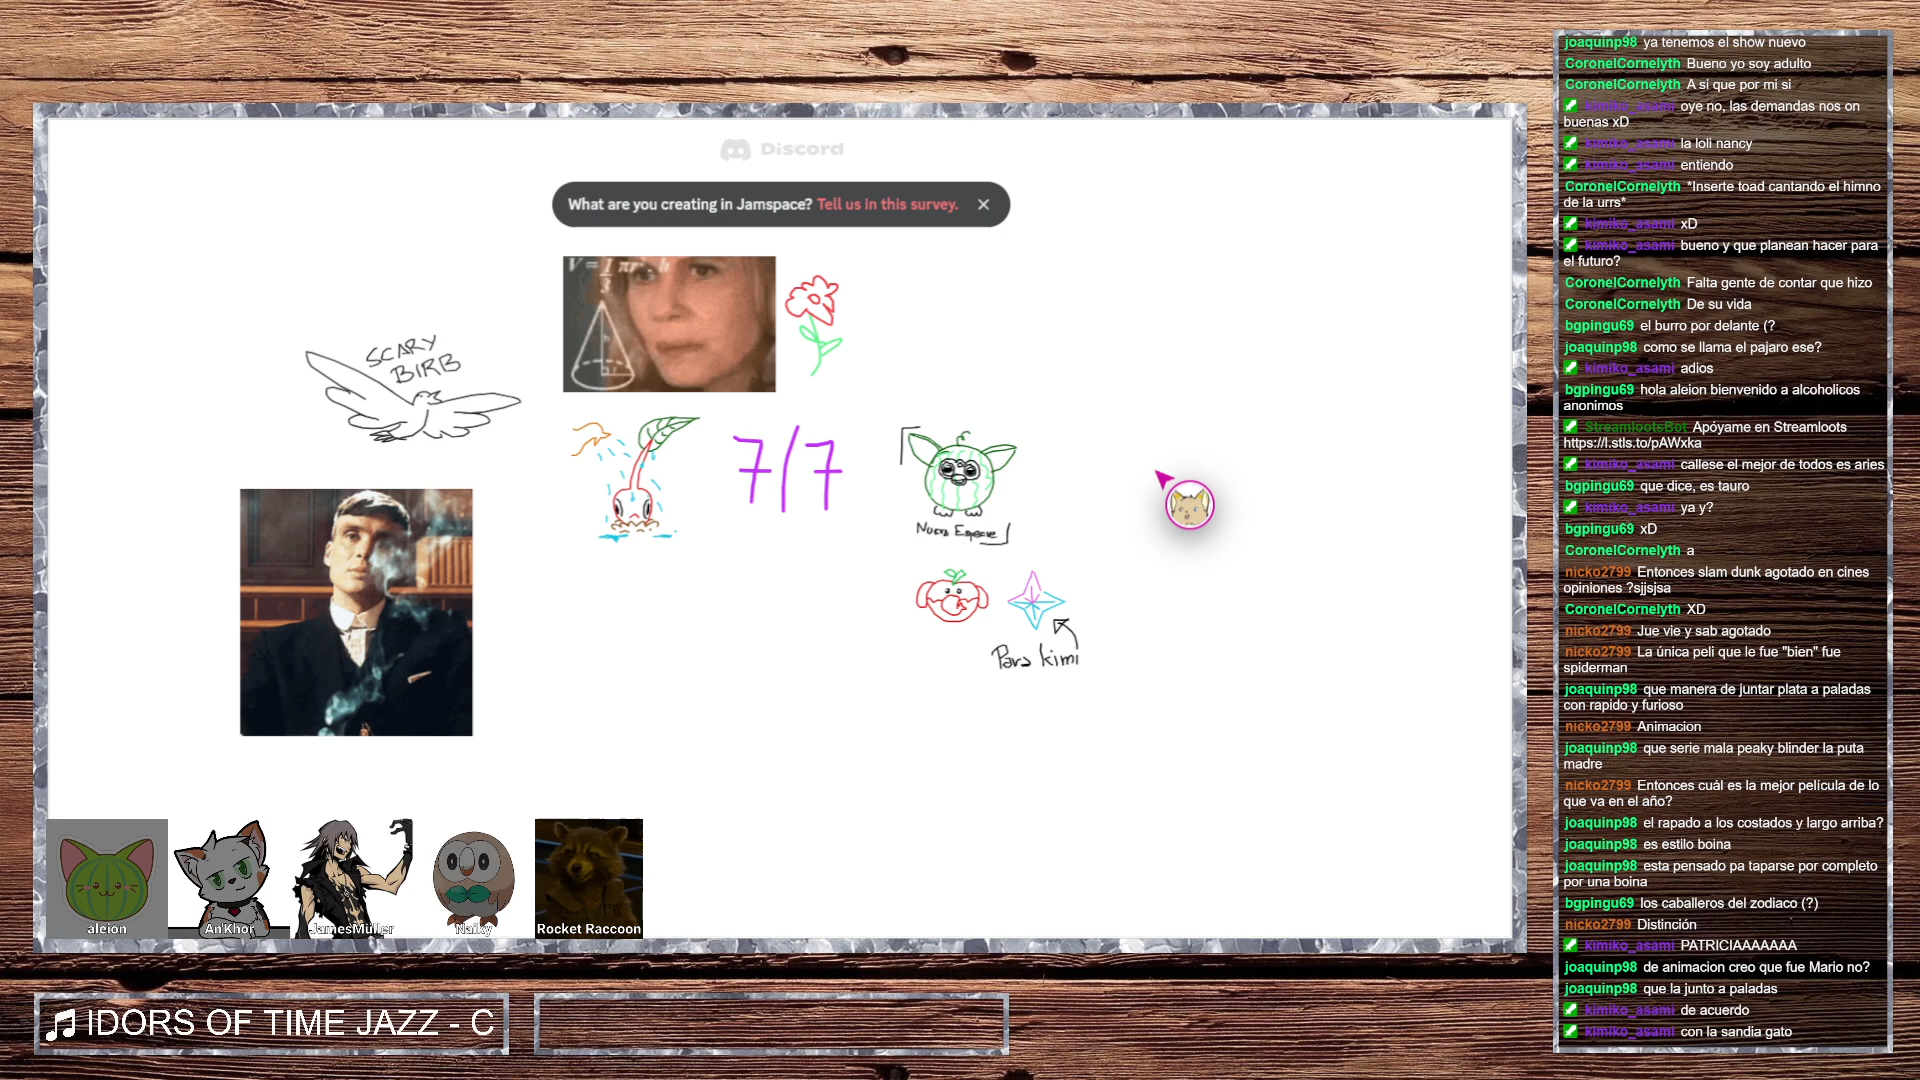 Discord
What are you creating in Jamspace? Tell us in this survey.
SCARY
BIRB
7/7
Para kimi
aleion
An'Khor
JamesMüller
Naiky
Rocket Raccoon
IDORS OF TIME JAZZ - C
joaquinp98 ya tenemos el show nuevo
CoronelCornelyth Bueno yo soy adulto
CoronelCornelyth A si que por mi si
kimiko_asami oye no, las demandas nos on
buenas xD
kimiko_asami la loli nancy
kimiko_asami entiendo
CoronelCornelyth *Inserte toad cantando el himno
de la urrs*
kimiko_asami xD
kimiko_asami bueno y que planean hacer para
el futuro?
CoronelCornelyth Falta gente de contar que hizo
CoronelCornelyth De su vida
bgpingu69 el burro por delante (?
joaquinp98 como se llama el pajaro ese?
kimiko_asami adios
bgpingu69 hola aleion bienvenido a alcoholicos
anonimos
StreamlootsBot Apóyame en Streamloots
https://l.stls.to/pAWxka
kimiko_asami callese el mejor de todos es aries
bgpingu69 que dice, es tauro
kimiko_asami ya y?
bgpingu69 xD
CoronelCornelyth a
nicko2799 Entonces slam dunk agotado en cines
opiniones ?sjjsjsa
CoronelCornelyth XD
nicko2799 Jue vie y sab agotado
nicko2799 La única peli que le fue "bien" fue
spiderman
joaquinp98 que manera de juntar plata a paladas
con rapido y furioso
nicko2799 Animacion
joaquinp98 que serie mala peaky blinder la puta
madre
nicko2799 Entonces cuál es la mejor película de lo
que va en el año?
joaquinp98 el rapado a los costados y largo arriba?
joaquinp98 es estilo boina
joaquinp98 esta pensado pa taparse por completo
por una boina
bgpingu69 los caballeros del zodiaco (?)
nicko2799 Distinción
kimiko_asami PATRICIAAAAAAA
joaquinp98 de animacion creo que fue Mario no?
joaquinp98 que la junto a paladas
kimiko_asami de acuerdo
kimiko_asami con la sandia gato